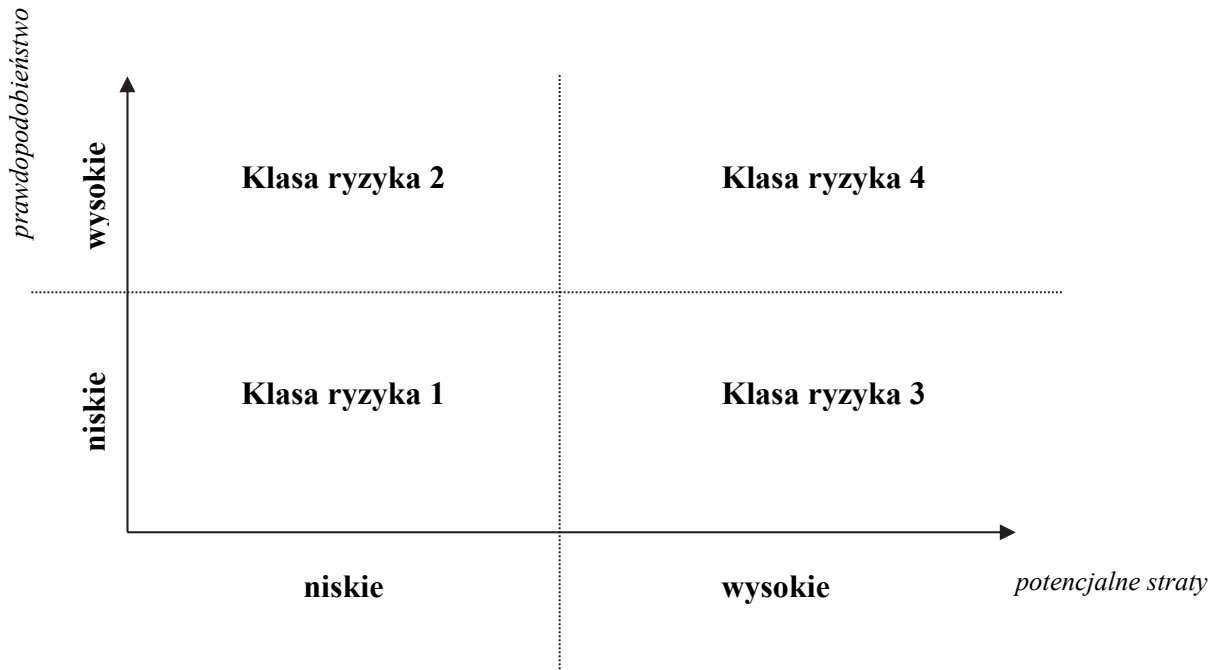 prawdopodobieństwo
wysokie
Klasa ryzyka 2
Klasa ryzyka 4
niskie
Klasa ryzyka 1
Klasa ryzyka 3
niskie
wysokie
potencjalne straty